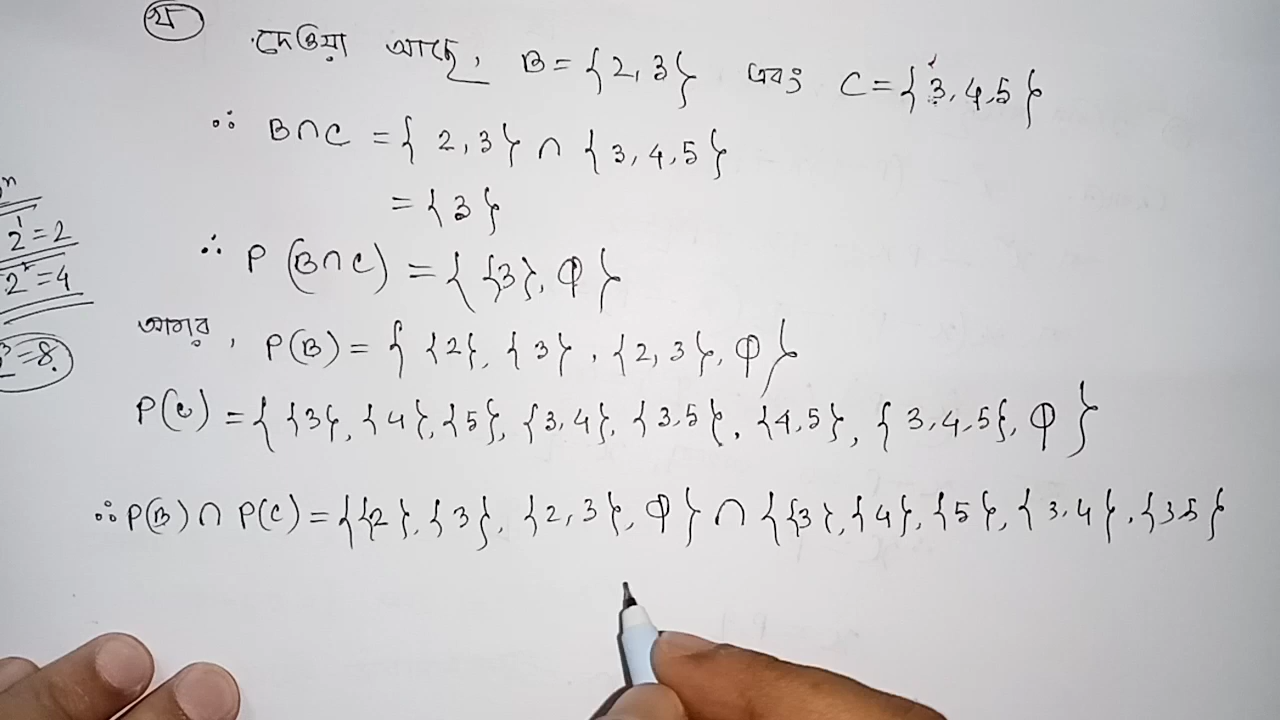 গ
দেওয়া আছে, B = {2, 3} এবং C = {3, 4, 5}
∴ B∩C = {2, 3} ∩ {3, 4, 5}
= {3}
∴ P(B∩C) = {{3}, Φ}
আবার, P(B) = {{2}, {3}, {2, 3}, Φ}
P(C) = {{3}, {4}, {5}, {3, 4}, {3, 5}, {4, 5}, {3, 4, 5}, Φ}
∴ P(B) ∩ P(C) = {{2}, {3}, {2, 3}, Φ} ∩ {{3}, {4}, {5}, {3, 4}, {3 5}
n
2¹ = 2
2² = 4
³ = 8.